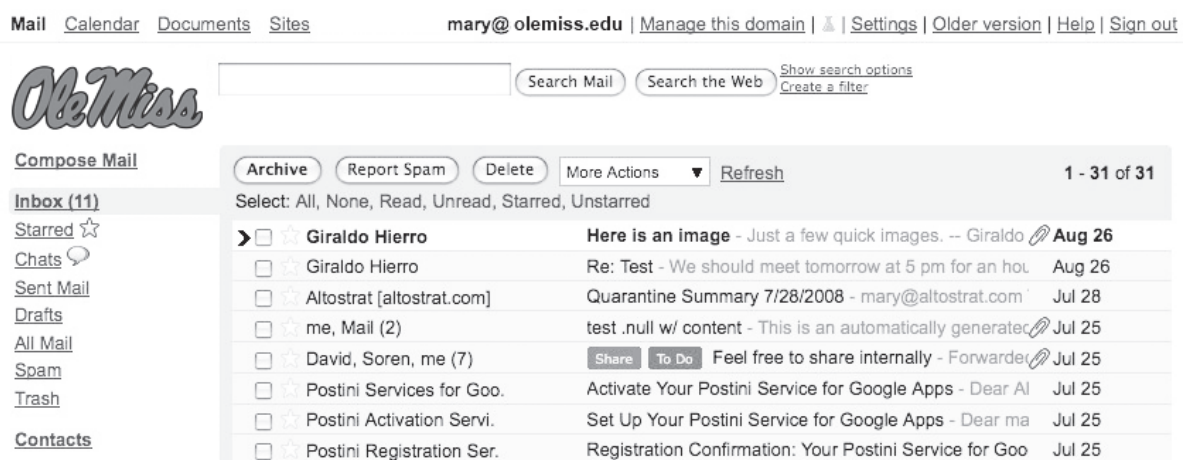 Mail Calendar Documents Sites mary@ olemiss.edu | Manage this domain | | Settings | Older version | Help | Sign out
Ole Miss
Search Mail Search the Web Show search options
Create a filter
Compose Mail
Archive Report Spam Delete More Actions Refresh 1 - 31 of 31
Select: All, None, Read, Unread, Starred, Unstarred
Inbox (11)
Starred
Chats
Sent Mail
Drafts
All Mail
Spam
Trash
Contacts
Giraldo Hierro Here is an image - Just a few quick images. -- Giraldo Aug 26
Giraldo Hierro Re: Test - We should meet tomorrow at 5 pm for an hou Aug 26
Altostrat [altostrat.com] Quarantine Summary 7/28/2008 - mary@altostrat.com Jul 28
me, Mail (2) test .null w/ content - This is an automatically generated Jul 25
David, Soren, me (7) Share To Do Feel free to share internally - Forwarded Jul 25
Postini Services for Goo. Activate Your Postini Service for Google Apps - Dear Al Jul 25
Postini Activation Servi. Set Up Your Postini Service for Google Apps - Dear ma Jul 25
Postini Registration Ser. Registration Confirmation: Your Postini Service for Goo Jul 25